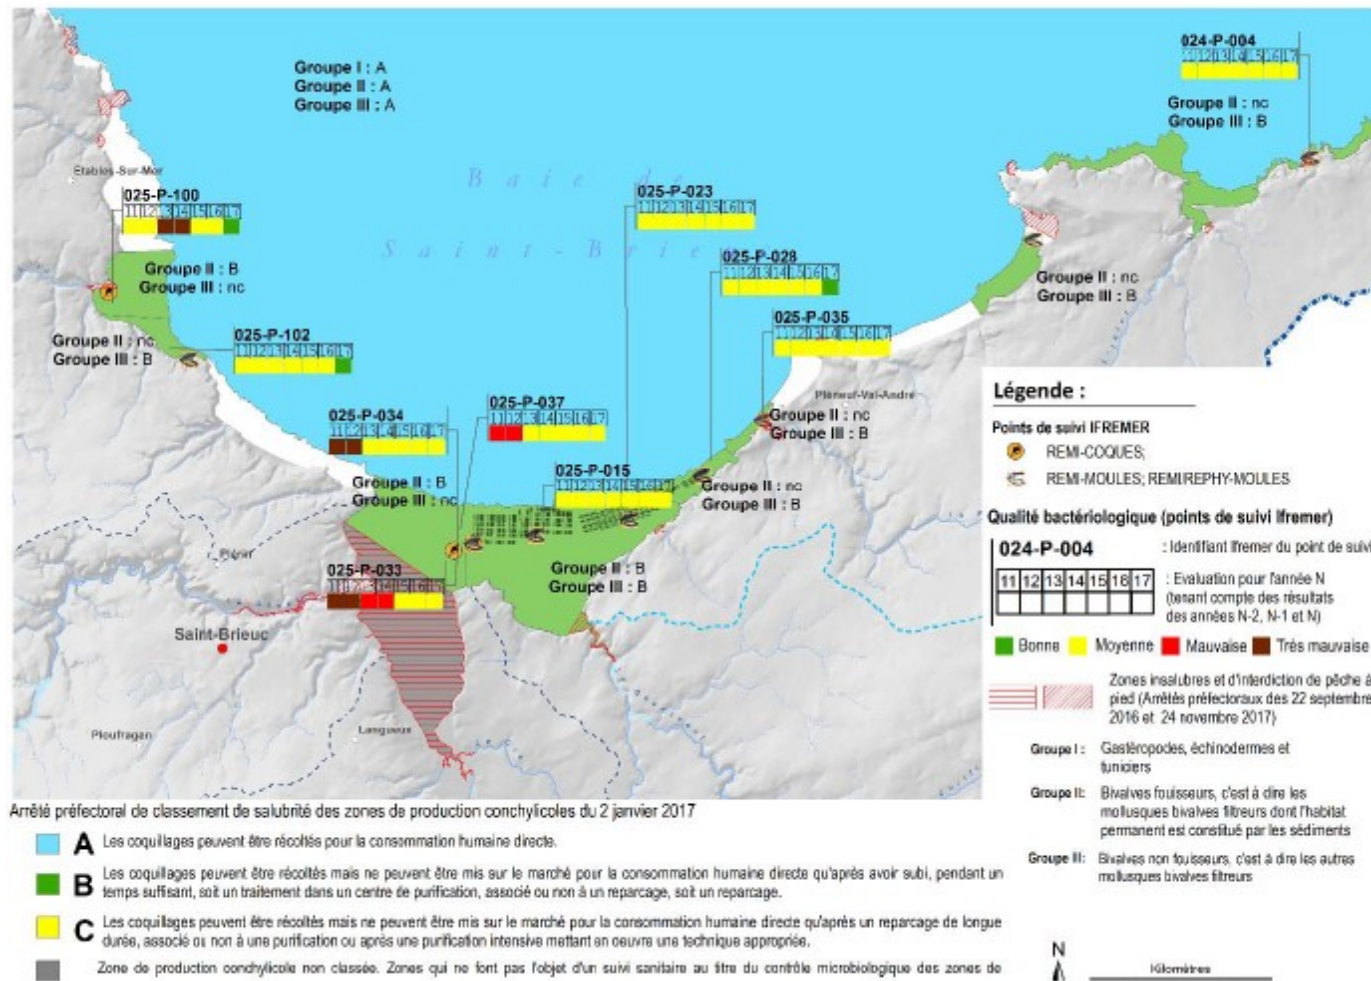 024-P-004
11 12 13 14 15 16 17
Groupe I : A
Groupe II : A
Groupe III : A
Groupe II : nc
Groupe III : B
Étables-Sur-Mer
Baie de
025-P-100
11 12 13 14 15 16 17
025-P-023
11 12 13 14 15 16 17
Saint-Brieu
025-P-028
11 12 13 14 15 16 17
Groupe II : B
Groupe III : nc
Groupe II : nc
Groupe III : B
025-P-035
11 12 13 14 15 16 17
025-P-102
11 12 13 14 15 16 17
Groupe II : nc
Groupe III : B
Pléneuf-Val-André
025-P-034
11 12 13 14 15 16 17
025-P-037
11 12 13 14 15 16 17
Groupe II : nc
Groupe III : B
025-P-015
11 12 13 14 15 16 17
Groupe II : B
Groupe III : nc
Groupe II : nc
Groupe III : B
025-P-033
Groupe II : B
Groupe III : B
Saint-Brieuc
Ploufragan
Langueux
Légende :
Points de suivi IFREMER
REMI-COQUES;
REMI-MOULES; REMI REPHY-MOULES
Qualité bactériologique (points de suivi Ifremer)
024-P-004 : Identifiant Ifremer du point de suivi
11 12 13 14 15 16 17 : Evaluation pour l'année N
(tenant compte des résultats
des années N-2, N-1 et N)
Bonne Moyenne Mauvaise Très mauvaise
Zones insalubres et d'interdiction de pêche à
pied (Arrêtés préfectoraux des 22 septembre
2016 et 24 novembre 2017)
Groupe I : Gastéropodes, échinodermes et
tuniciers
Groupe II: Bivalves fouisseurs, c'est à dire les
mollusques bivalves filtreurs dont l'habitat
permanent est constitué par les sédiments
Groupe III: Bivalves non fouisseurs, c'est à dire les autres
mollusques bivalves filtreurs
Arrêté préfectoral de classement de salubrité des zones de production conchylicoles du 2 janvier 2017
A Les coquillages peuvent être récoltés pour la consommation humaine directe.
B Les coquillages peuvent être récoltés mais ne peuvent être mis sur le marché pour la consommation humaine directe qu'après avoir subi, pendant un
temps suffisant, soit un traitement dans un centre de purification, associé ou non à un reparcage, soit un reparcage.
C Les coquillages peuvent être récoltés mais ne peuvent être mis sur le marché pour la consommation humaine directe qu'après un reparcage de longue
durée, associé ou non à une purification ou après une purification intensive mettant en oeuvre une technique appropriée.
Zone de production conchylicole non classée. Zones qui ne font pas l'objet d'un suivi sanitaire au titre du contrôle microbiologique des zones de
N
Kilomètres